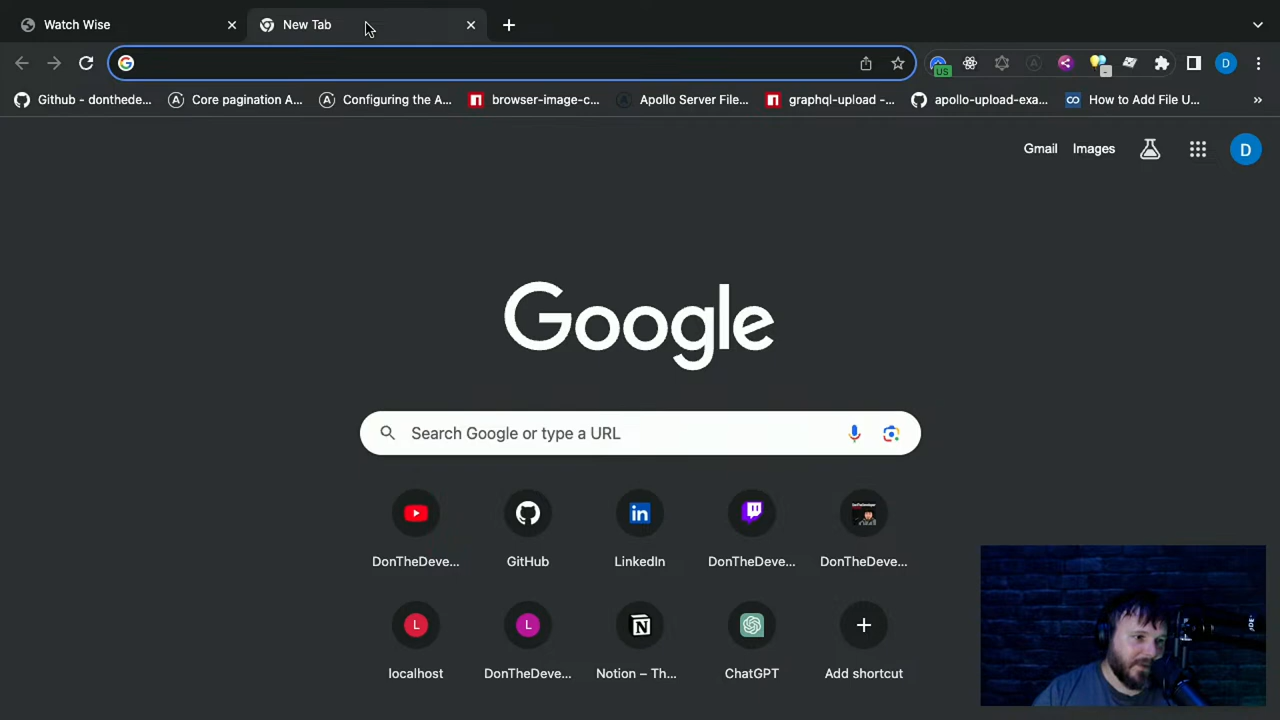 Watch Wise
New Tab
US
Github - donthede...
Core pagination A...
Configuring the A...
browser-image-c...
Apollo Server File...
graphql-upload -...
apollo-upload-exa...
How to Add File U...
»
Gmail
Images
D
D
Google
Search Google or type a URL
DonTheDeve...
GitHub
LinkedIn
DonTheDeve...
DonTheDeve...
L
L
localhost
DonTheDeve...
Notion – Th...
ChatGPT
Add shortcut